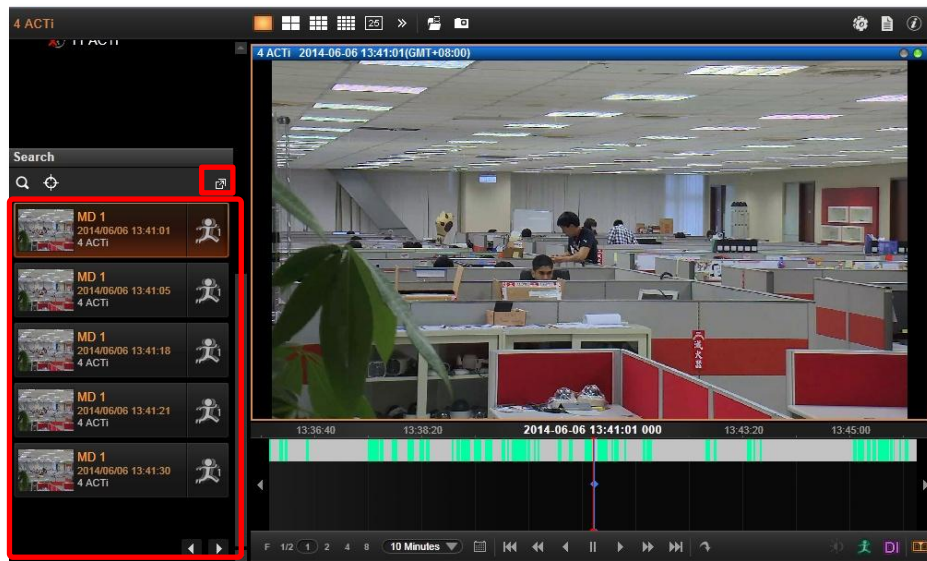 4 ACTi
25
11 ACTi
4 ACTi 2014-06-06 13:41:01(GMT+08:00)
Search
MD 1
2014/06/06 13:41:01
4 ACTi
MD 1
2014/06/06 13:41:05
4 ACTi
MD 1
2014/06/06 13:41:18
4 ACTi
MD 1
2014/06/06 13:41:21
4 ACTi
MD 1
2014/06/06 13:41:30
4 ACTi
13:36:40 13:38:20 2014-06-06 13:41:01 000 13:43:20 13:45:00
F 1/2 1 2 4 8 10 Minutes DI